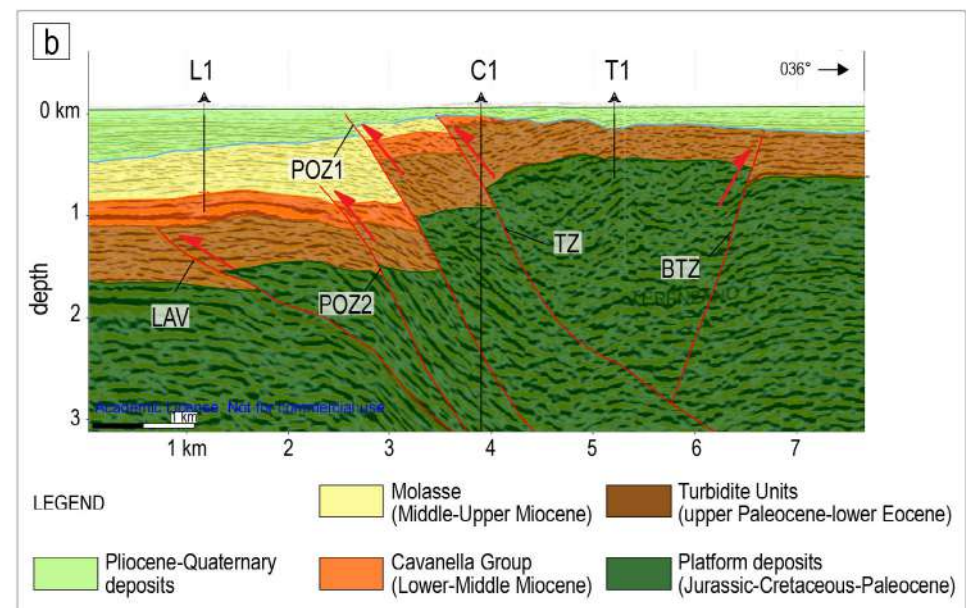 b
L1
C1
T1
036°
0 km
POZ1
1
TZ
BTZ
depth
LAV
POZ2
2
Academic License. Not for commercial use
1 km
3
1 km
2
3
4
5
6
7
LEGEND
Molasse
(Middle-Upper Miocene)
Turbidite Units
(upper Paleocene-lower Eocene)
Pliocene-Quaternary
deposits
Cavanella Group
(Lower-Middle Miocene)
Platform deposits
(Jurassic-Cretaceous-Paleocene)